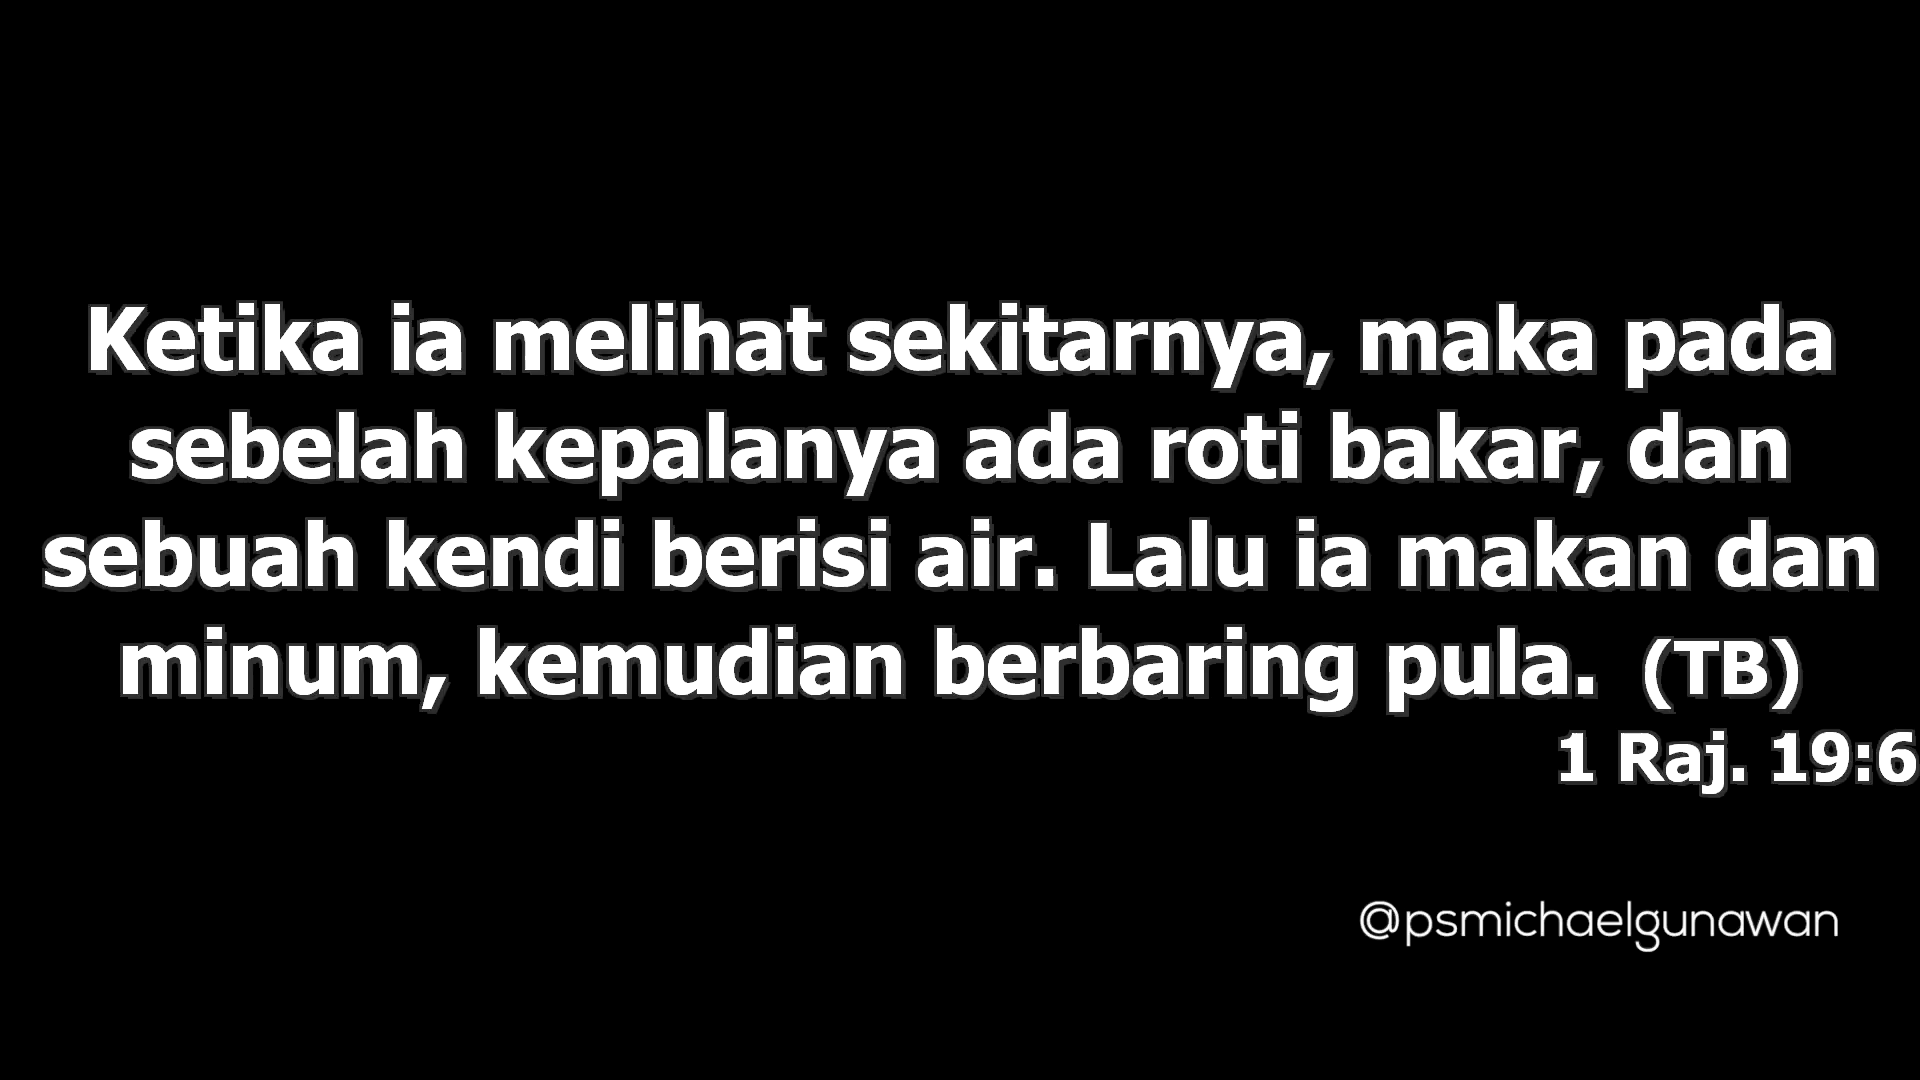 Ketika ia melihat sekitarnya, maka pada
sebelah kepalanya ada roti bakar, dan
sebuah kendi berisi air. Lalu ia makan dan
minum, kemudian berbaring pula. (TB)
1 Raj. 19:6
@psmichaelgunawan